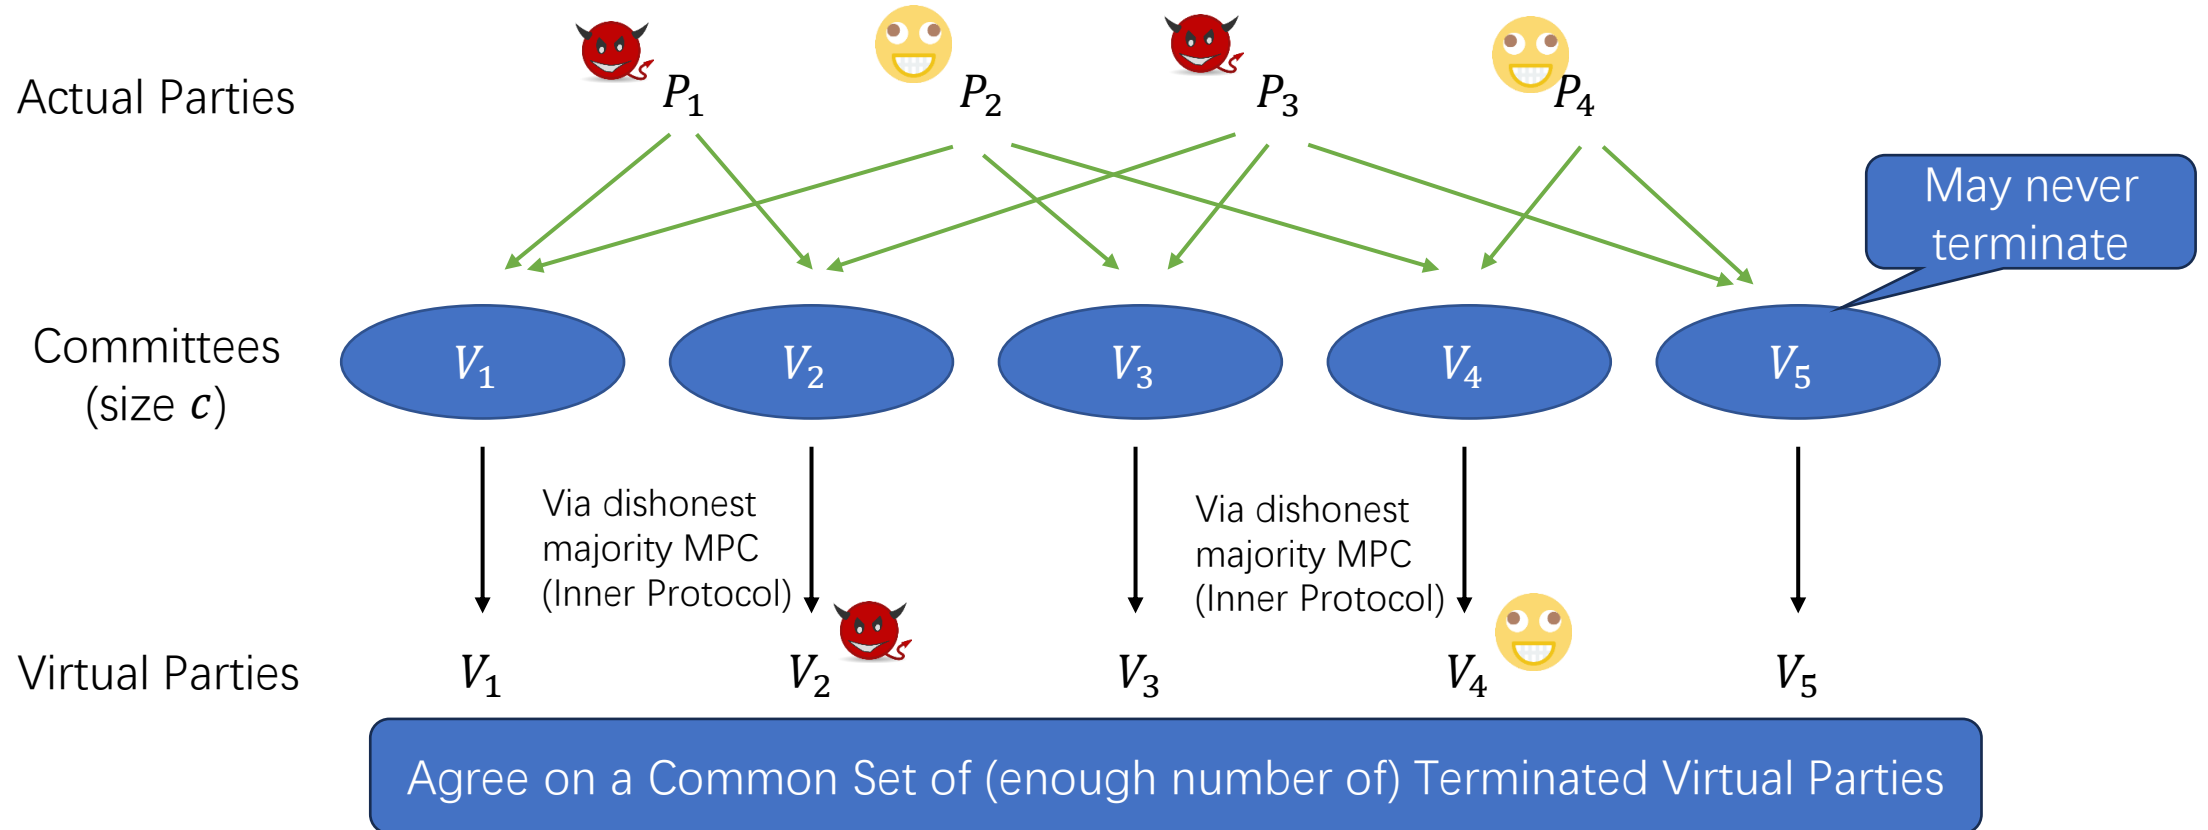 Actual Parties
P₁
P₂
P₃
P₄
May never
terminate
Committees
(size c)
V₁
V₂
V₃
V₄
V₅
Via dishonest
majority MPC
(Inner Protocol)
Via dishonest
majority MPC
(Inner Protocol)
Virtual Parties
V₁
V₂
V₃
V₄
V₅
Agree on a Common Set of (enough number of) Terminated Virtual Parties